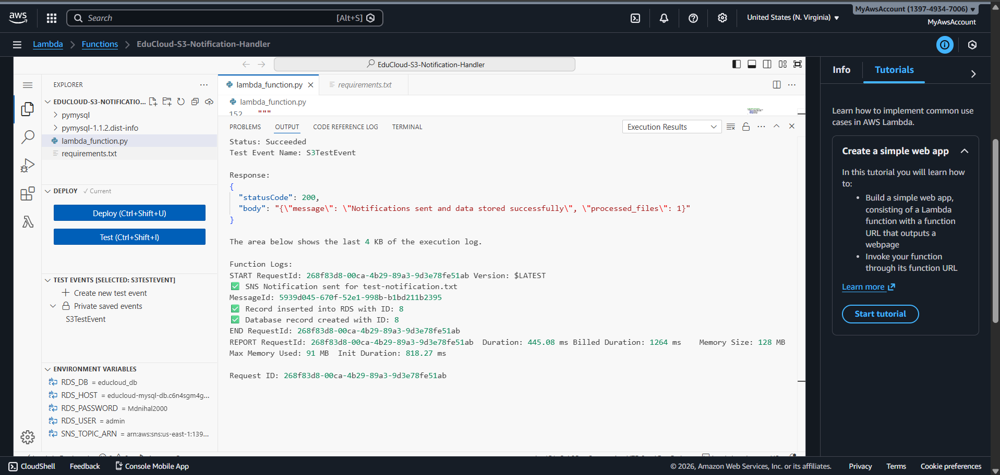 aws
Search
[Alt+S]
United States (N. Virginia)
MyAwsAccount (1397-4934-7006)
MyAwsAccount
Lambda
Functions
EduCloud-S3-Notification-Handler
EduCloud-S3-Notification-Handler
EXPLORER
EDUCLOUD-S3-NOTIFICATIO...
pymysql
pymysql-1.1.2.dist-info
lambda_function.py
requirements.txt
DEPLOY
Current
Deploy (Ctrl+Shift+U)
Test (Ctrl+Shift+I)
TEST EVENTS [SELECTED: S3TESTEVENT]
Create new test event
Private saved events
S3TestEvent
ENVIRONMENT VARIABLES
RDS_DB = educloud_db
RDS_HOST = educloud-mysql-db.c6n4sgm4g...
RDS_PASSWORD = Mdnihal2000
RDS_USER = admin
SNS_TOPIC_ARN = arn:aws:sns:us-east-1:139...
lambda_function.py
requirements.txt
lambda_function.py
152 """
PROBLEMS OUTPUT CODE REFERENCE LOG TERMINAL
Execution Results
Status: Succeeded
Test Event Name: S3TestEvent
Response:
{
"statusCode": 200,
"body": "{\"message\": \"Notifications sent and data stored successfully\", \"processed_files\": 1}"
}
The area below shows the last 4 KB of the execution log.
Function Logs:
START RequestId: 268f83d8-00ca-4b29-89a3-9d3e78fe51ab Version: $LATEST
✅ SNS Notification sent for test-notification.txt
MessageId: 5939d045-670f-52e1-998b-b1bd211b2395
✅ Record inserted into RDS with ID: 8
✅ Database record created with ID: 8
END RequestId: 268f83d8-00ca-4b29-89a3-9d3e78fe51ab
REPORT RequestId: 268f83d8-00ca-4b29-89a3-9d3e78fe51ab Duration: 445.08 ms Billed Duration: 1264 ms Memory Size: 128 MB
Max Memory Used: 91 MB Init Duration: 818.27 ms
Request ID: 268f83d8-00ca-4b29-89a3-9d3e78fe51ab
Info
Tutorials
Learn how to implement common use
cases in AWS Lambda.
Create a simple web app
In this tutorial you will learn how
to:
• Build a simple web app,
consisting of a Lambda
function with a function
URL that outputs a
webpage
• Invoke your function
through its function URL
Learn more
Start tutorial
CloudShell
Feedback
Console Mobile App
© 2026, Amazon Web Services, Inc. or its affiliates.
Privacy
Terms
Cookie preferences